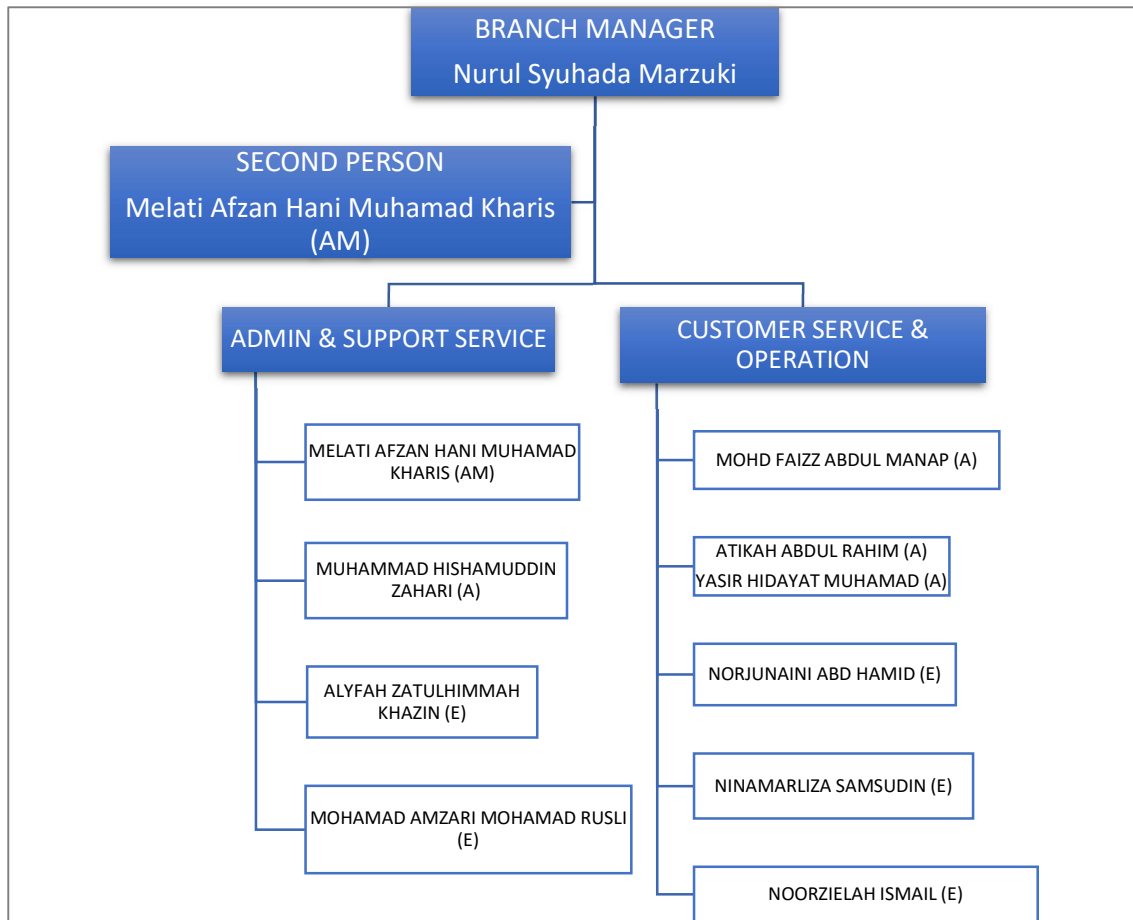 BRANCH MANAGER
Nurul Syuhada Marzuki
SECOND PERSON
Melati Afzan Hani Muhamad Kharis
(AM)
ADMIN & SUPPORT SERVICE
MELATI AFZAN HANI MUHAMAD
KHARIS (AM)
MUHAMMAD HISHAMUDDIN
ZAHARI (A)
ALYFAH ZATULHIMMAH
KHAZIN (E)
MOHAMAD AMZARI MOHAMAD RUSLI
(E)
CUSTOMER SERVICE &
OPERATION
MOHD FAIZZ ABDUL MANAP (A)
ATIKAH ABDUL RAHIM (A)
YASIR HIDAYAT MUHAMAD (A)
NORJUNAINI ABD HAMID (E)
NINAMARLIZA SAMSUDIN (E)
NOORZIELAH ISMAIL (E)